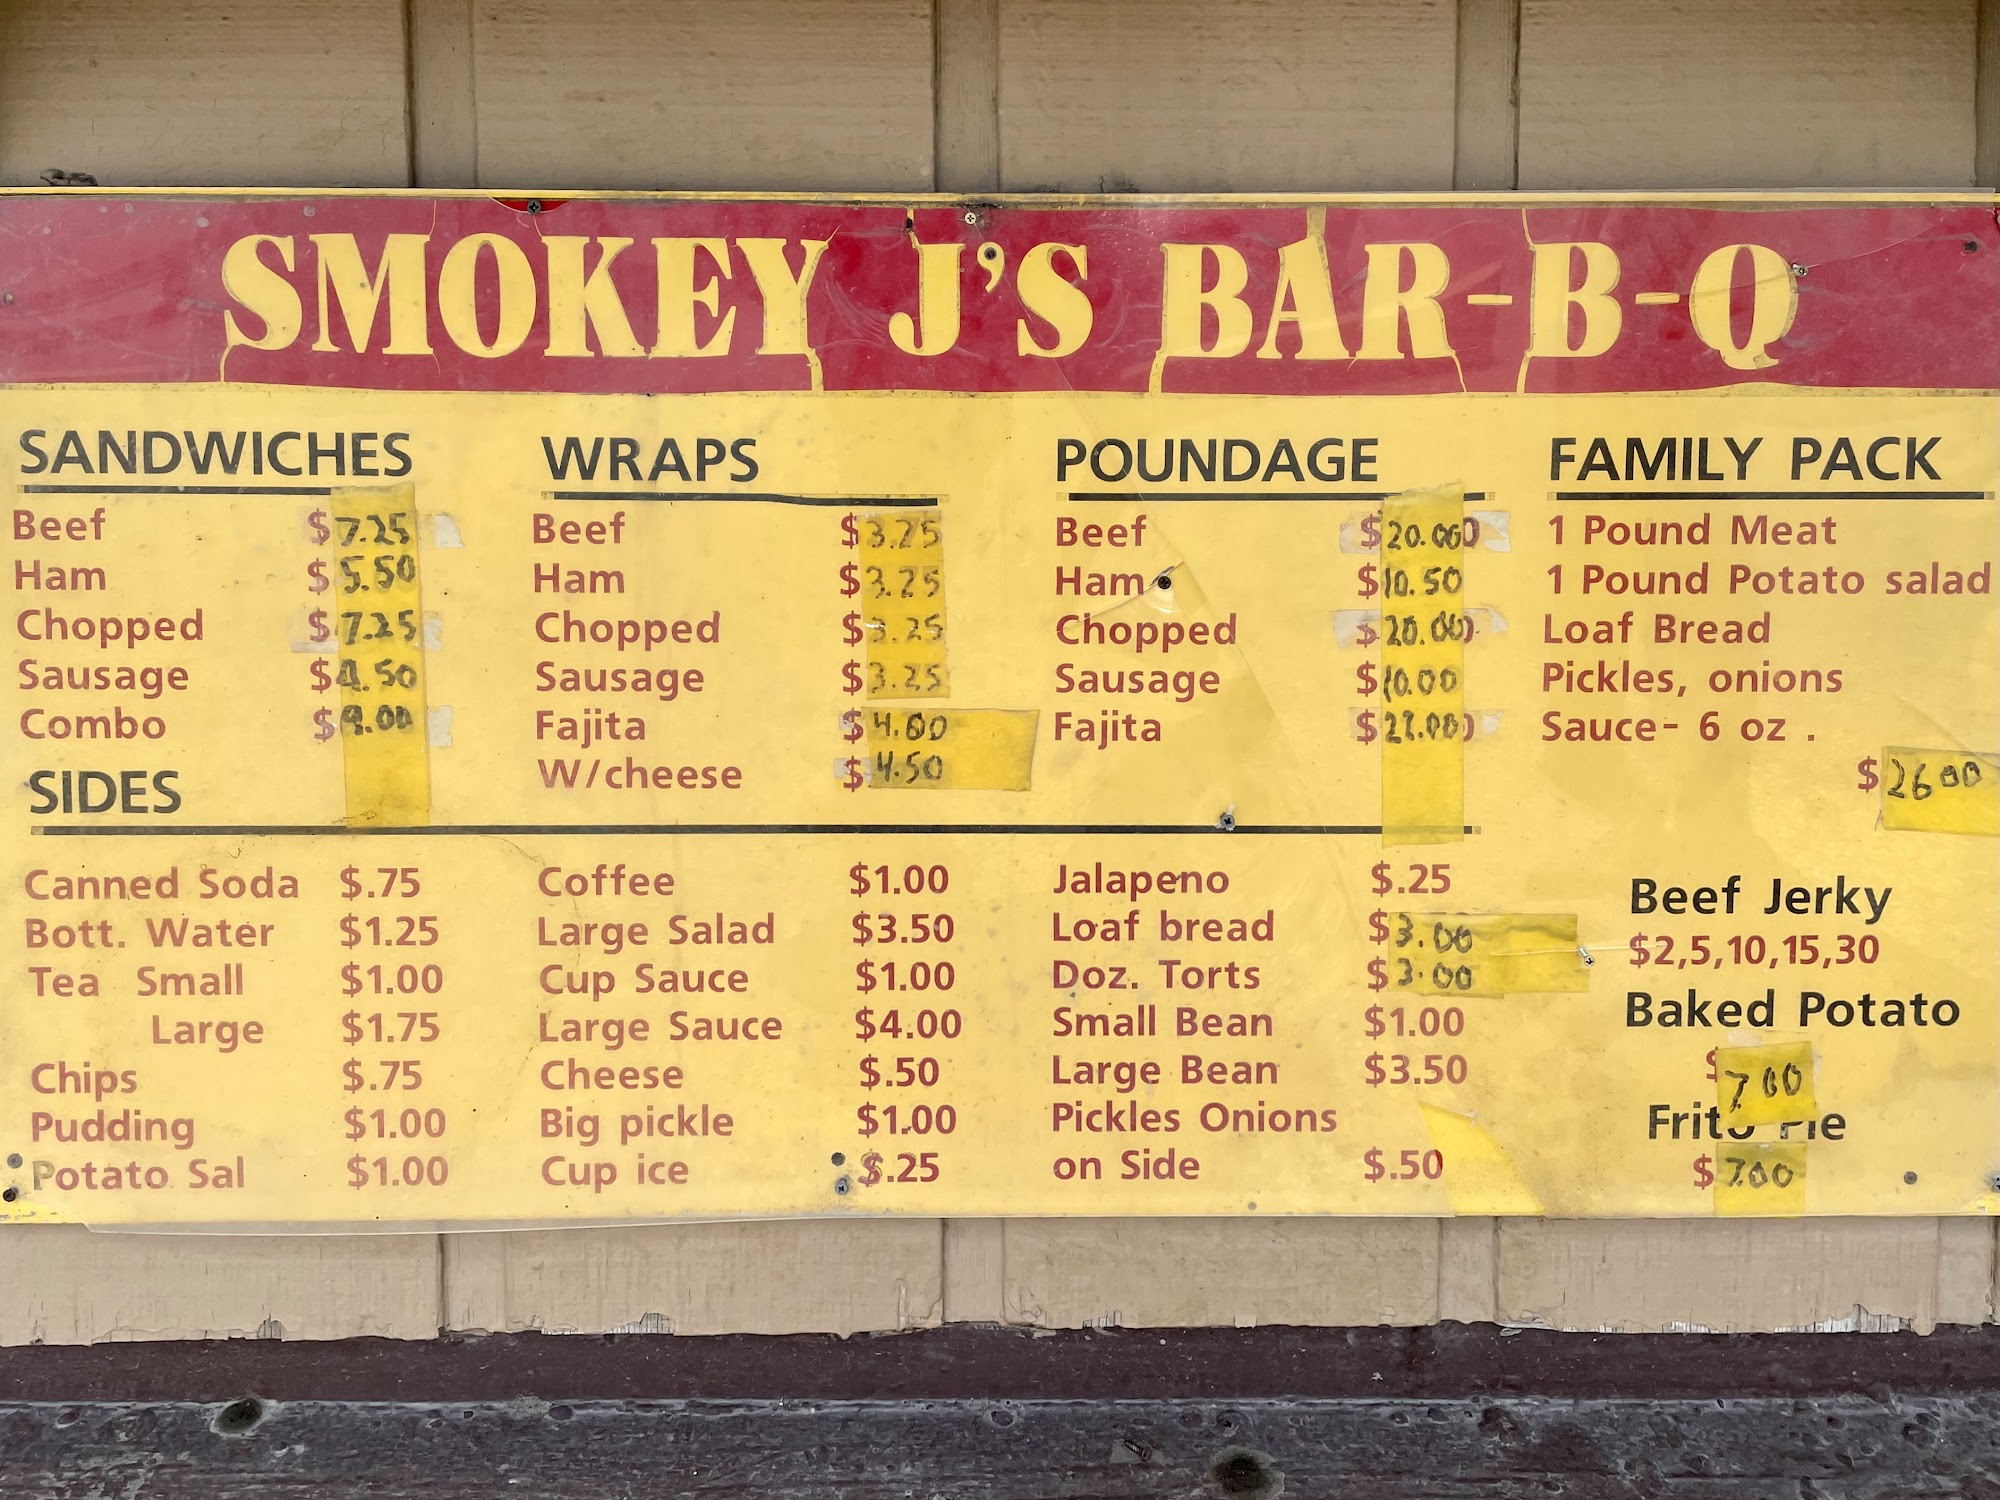 SMOKEY J'S BAR-B-Q
SANDWICHES
Beef $7.25
Ham $5.50
Chopped $7.25
Sausage $4.50
Combo $9.00
WRAPS
Beef $3.25
Ham $3.25
Chopped $3.25
Sausage $3.25
Fajita $4.00
W/cheese $4.50
POUNDAGE
Beef $20.00
Ham $10.50
Chopped $20.00
Sausage $10.00
Fajita
FAMILY PACK
1 Pound Meat
1 Pound Potato salad
Loaf Bread
Pickles, onions
Sauce- 6 oz .
$26 00
SIDES
Canned Soda $.75
Bott. Water $1.25
Tea Small $1.00
Large $1.75
Chips $.75
Pudding $1.00
Potato Sal $1.00
Coffee $1.00
Large Salad $3.50
Cup Sauce $1.00
Large Sauce $4.00
Cheese $.50
Big pickle $1.00
Cup ice $.25
Jalapeno $.25
Loaf bread $3.00
Doz. Torts $3.00
Small Bean $1.00
Large Bean $3.50
Pickles Onions
on Side $.50
Beef Jerky
$2,5,10,15,30
Baked Potato
$7 00
Frito Pie
$7.00